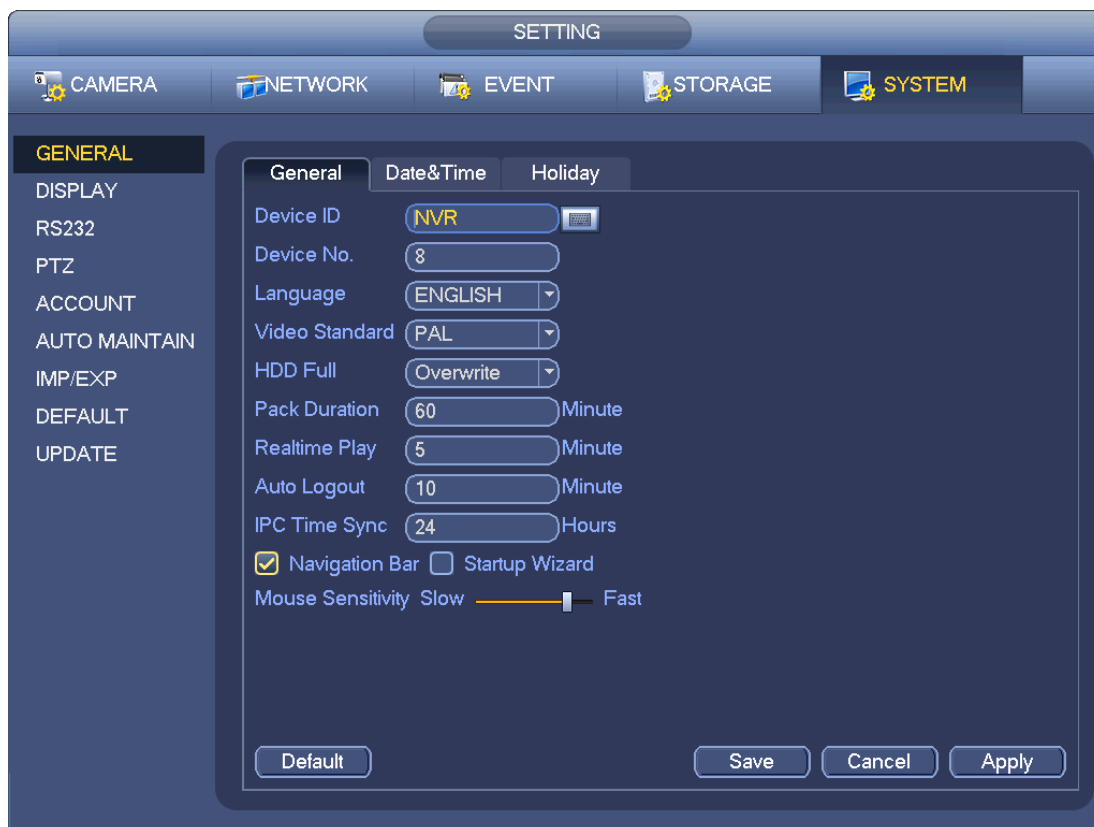 SETTING
CAMERA NETWORK EVENT STORAGE SYSTEM
GENERAL
DISPLAY
RS232
PTZ
ACCOUNT
AUTO MAINTAIN
IMP/EXP
DEFAULT
UPDATE
General Date&Time Holiday
Device ID NVR
Device No. 8
Language ENGLISH
Video Standard PAL
HDD Full Overwrite
Pack Duration 60 Minute
Realtime Play 5 Minute
Auto Logout 10 Minute
IPC Time Sync 24 Hours
Navigation Bar Startup Wizard
Mouse Sensitivity Slow Fast
Default Save Cancel Apply